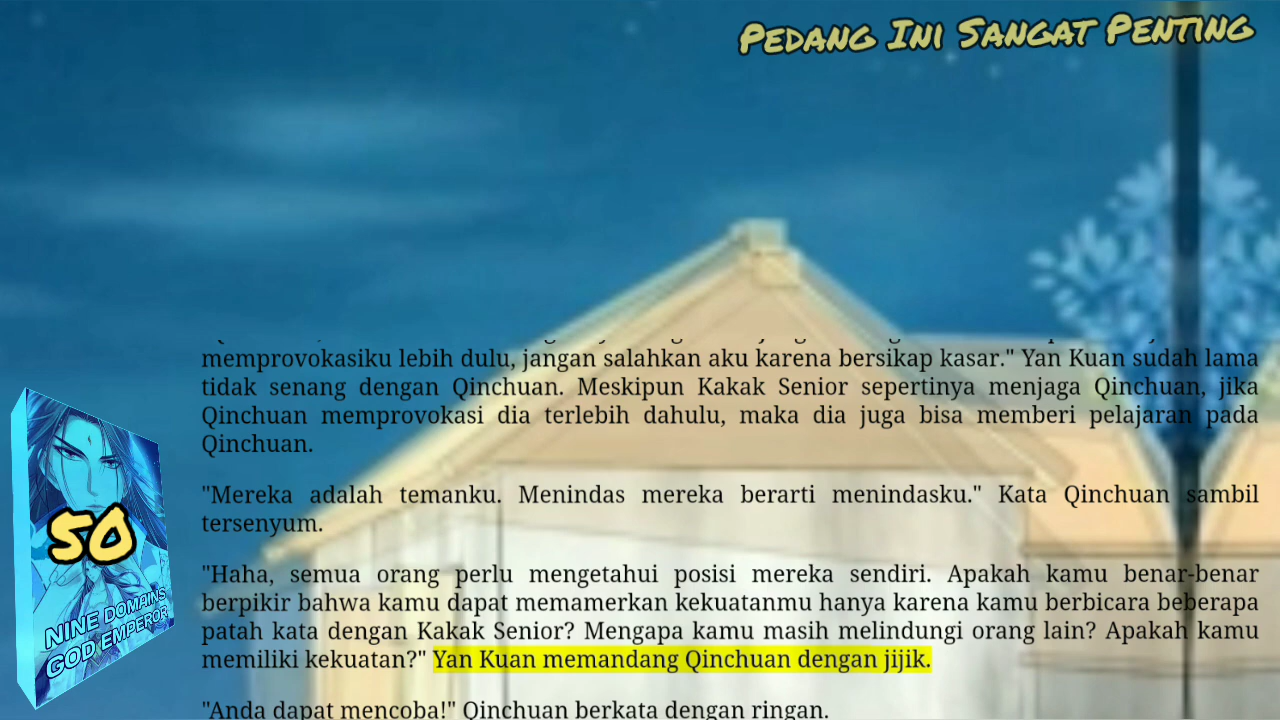 Pedang Ini Sangat Penting
memprovokasiku lebih dulu, jangan salahkan aku karena bersikap kasar." Yan Kuan sudah lama
tidak senang dengan Qinchuan. Meskipun Kakak Senior sepertinya menjaga Qinchuan, jika
Qinchuan memprovokasi dia terlebih dahulu, maka dia juga bisa memberi pelajaran pada
Qinchuan.
"Mereka adalah temanku. Menindas mereka berarti menindasku." Kata Qinchuan sambil
tersenyum.
"Haha, semua orang perlu mengetahui posisi mereka sendiri. Apakah kamu benar-benar
berpikir bahwa kamu dapat memamerkan kekuatanmu hanya karena kamu berbicara beberapa
patah kata dengan Kakak Senior? Mengapa kamu masih melindungi orang lain? Apakah kamu
memiliki kekuatan?" Yan Kuan memandang Qinchuan dengan jijik.
"Anda dapat mencoba!" Qinchuan berkata dengan ringan.
50
NINE DOMAINS
GOD EMPEROR